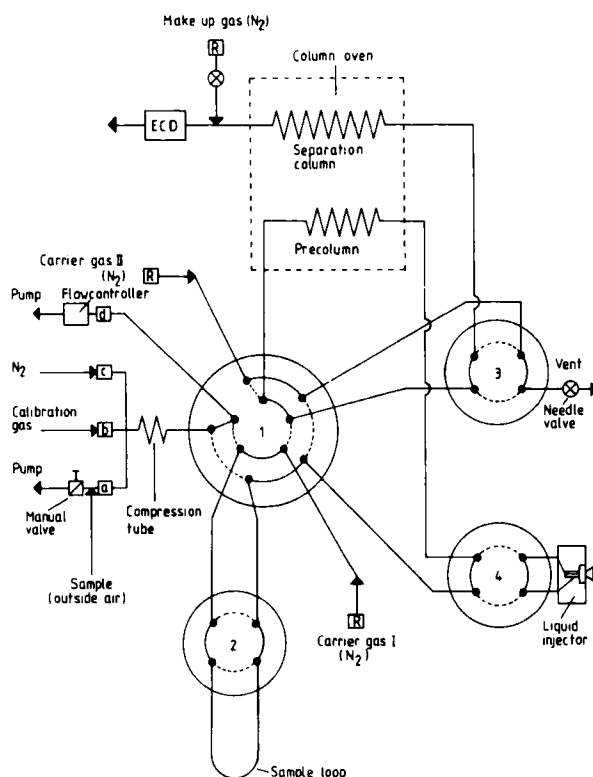 Make up gas (N2)
R
Column oven
ECD
Separation
column
Precolumn
Carrier gas II
(N2)
R
Pump
Flowcontroller
d
N2
c
Calibration
gas
b
Pump
a
Manual
valve
Compression
tube
Sample
(outside air)
1
3
Vent
Needle
valve
4
Liquid
injector
2
R
Carrier gas I
(N2)
Sample loop